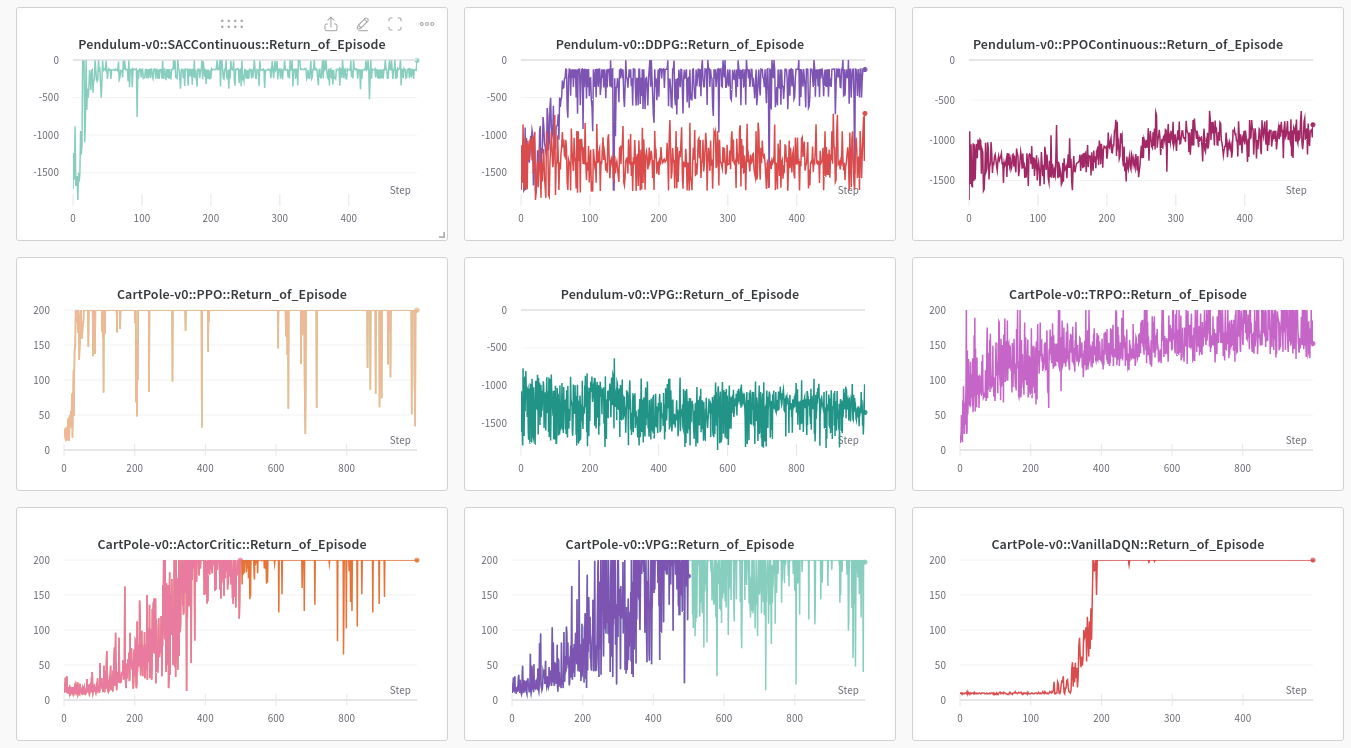 Pendulum-v0::SACContinuous::Return_of_Episode
0
-500
-1000
-1500
Step
0 100 200 300 400
Pendulum-v0::DDPG::Return_of_Episode
0
-500
-1000
-1500
Step
0 100 200 300 400
Pendulum-v0::PPOContinuous::Return_of_Episode
0
-500
-1000
-1500
Step
0 100 200 300 400
CartPole-v0::PPO::Return_of_Episode
200
150
100
50
0
Step
0 200 400 600 800
Pendulum-v0::VPG::Return_of_Episode
0
-500
-1000
-1500
Step
0 200 400 600 800
CartPole-v0::TRPO::Return_of_Episode
200
150
100
50
0
Step
0 200 400 600 800
CartPole-v0::ActorCritic::Return_of_Episode
200
150
100
50
0
Step
0 200 400 600 800
CartPole-v0::VPG::Return_of_Episode
200
150
100
50
0
Step
0 200 400 600 800
CartPole-v0::VanillaDQN::Return_of_Episode
200
150
100
50
0
Step
0 100 200 300 400